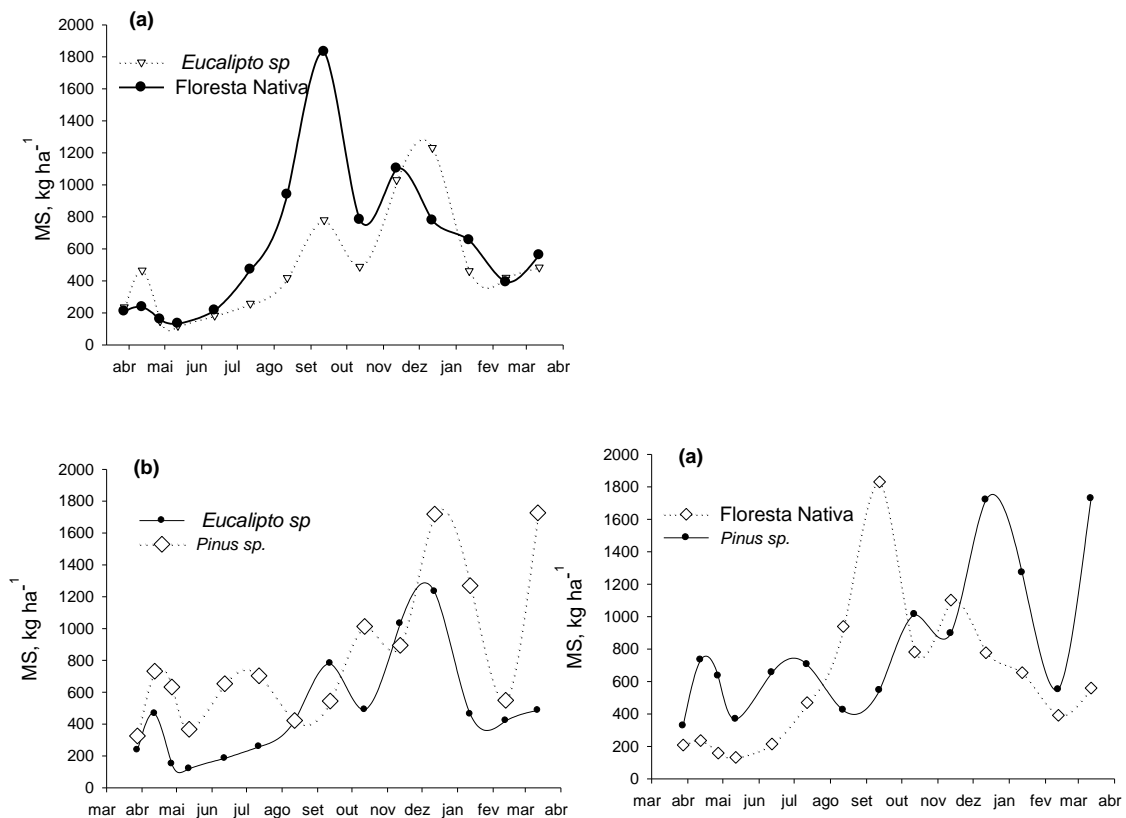 (a)
2000
1800
1600
1400
1200
1000
800
600
400
200
0
MS, kg ha-1
Eucalipto sp
Floresta Nativa
abr mai jun jul ago set out nov dez jan fev mar abr
(b)
2000
1800
1600
1400
1200
1000
800
600
400
200
0
MS, kg ha-1
Eucalipto sp
Pinus sp.
mar abr mai jun jul ago set out nov dez jan fev mar abr
(a)
2000
1800
1600
1400
1200
1000
800
600
400
200
0
MS, kg ha-1
Floresta Nativa
Pinus sp.
mar abr mai jun jul ago set out nov dez jan fev mar abr